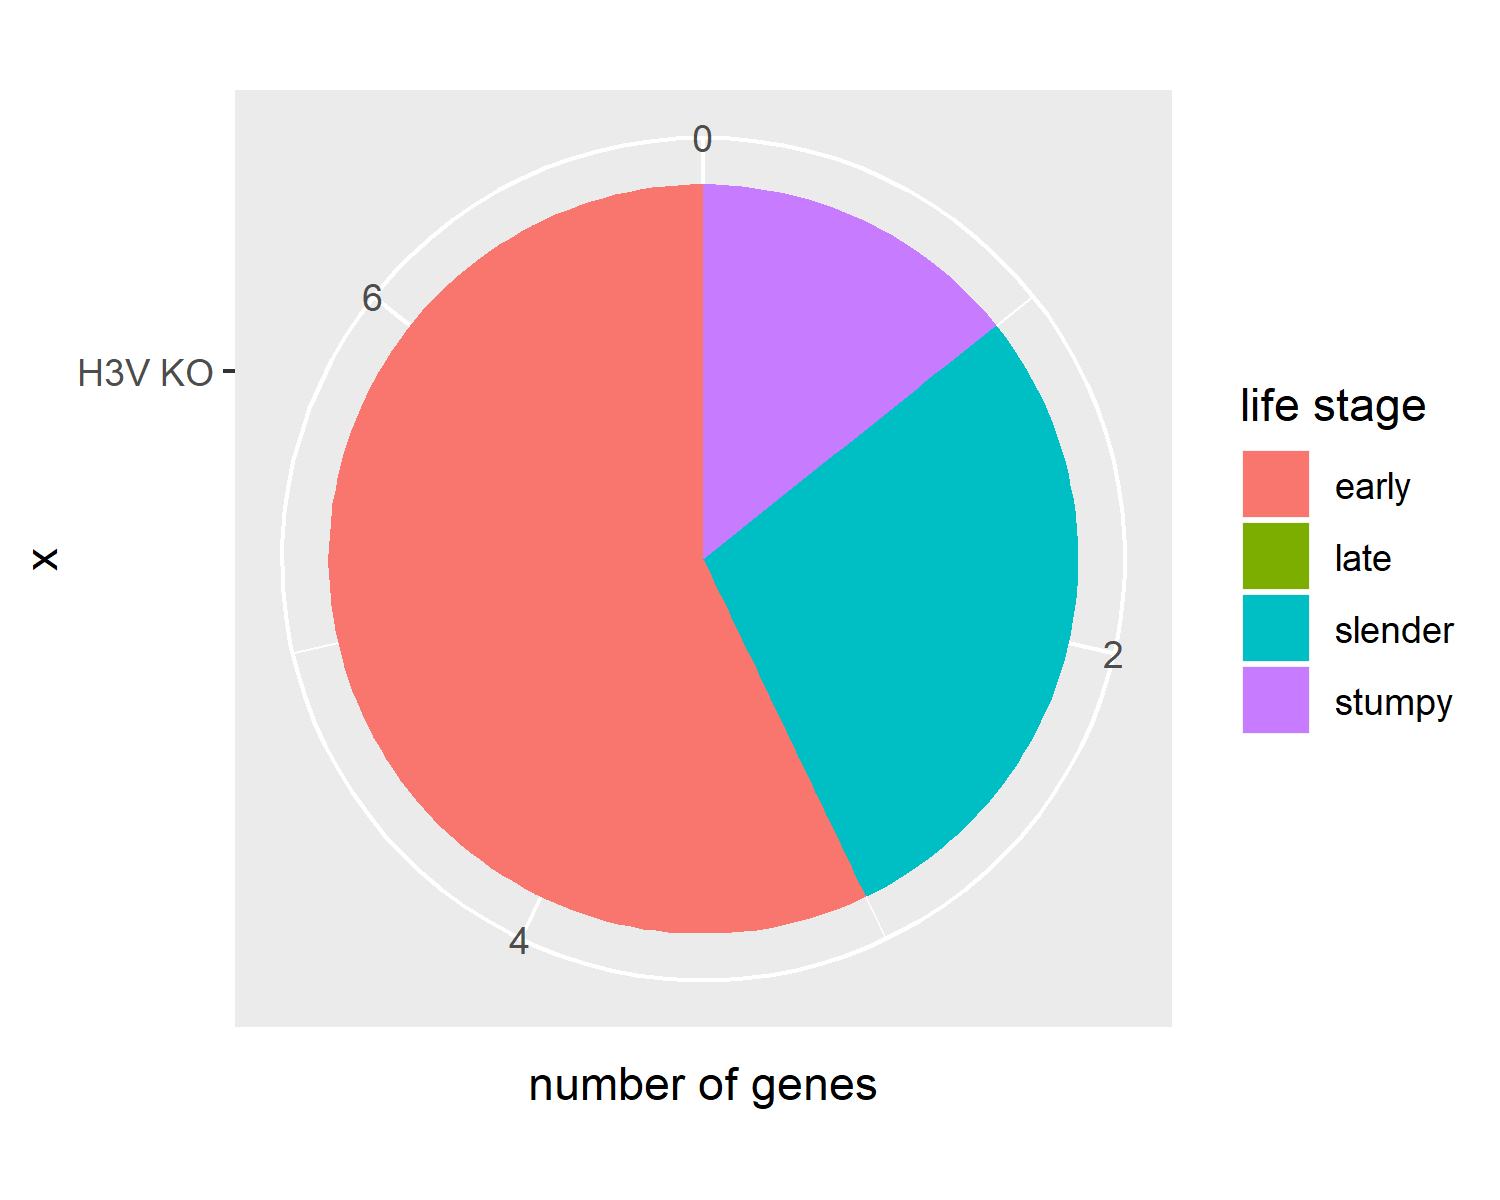 0
6
H3V KO
x
2
4
number of genes
life stage
early
late
slender
stumpy